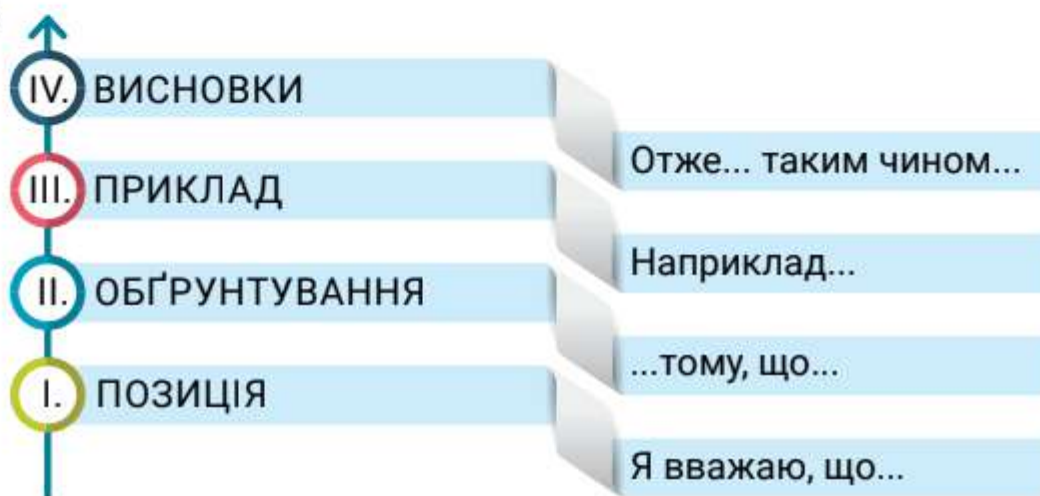 IV. ВИСНОВКИ
Отже... таким чином...
III. ПРИКЛАД
Наприклад...
II. ОБҐРУНТУВАННЯ
...тому, що...
I. ПОЗИЦІЯ
Я вважаю, що...